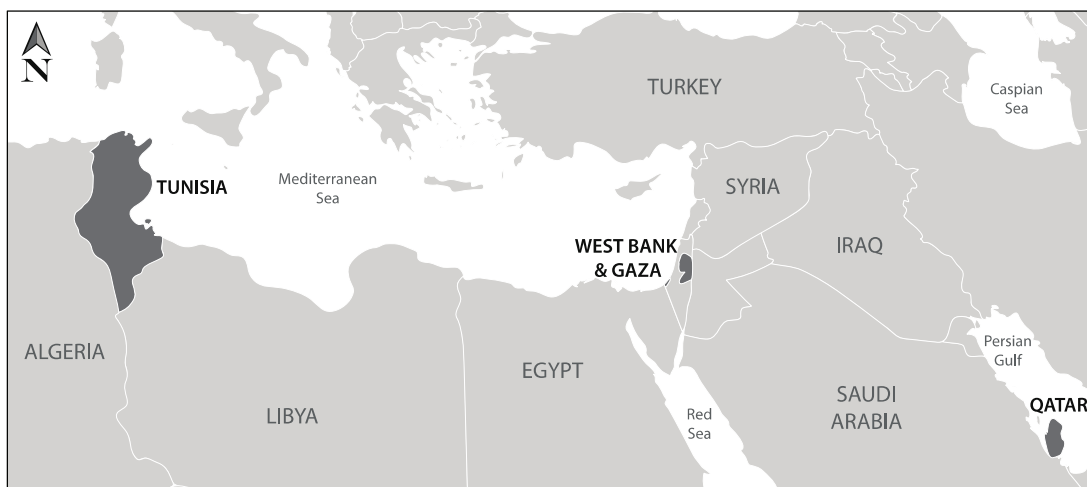 N
TURKEY
Caspian
Sea
TUNISIA
Mediterranean
Sea
SYRIA
WEST BANK
& GAZA
IRAQ
ALGERIA
LIBYA
EGYPT
Red
Sea
SAUDI
ARABIA
Persian
Gulf
QATAR